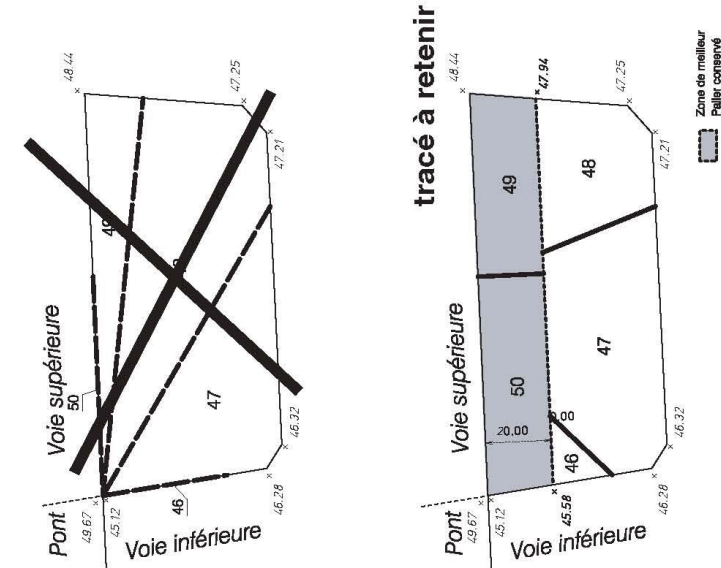 48.44
47.25
47.21
49
47
46.32
46.28
46
50
Voie supérieure
Pont
49.67
45.12
Voie inférieure
tracé à retenir
48.44
47.94
47.25
47.21
49
48
50
20.00
47
46
46.32
46.28
45.58
Voie supérieure
Pont
49.67
45.12
Voie inférieure
Zone de meilleur
Palier conservé